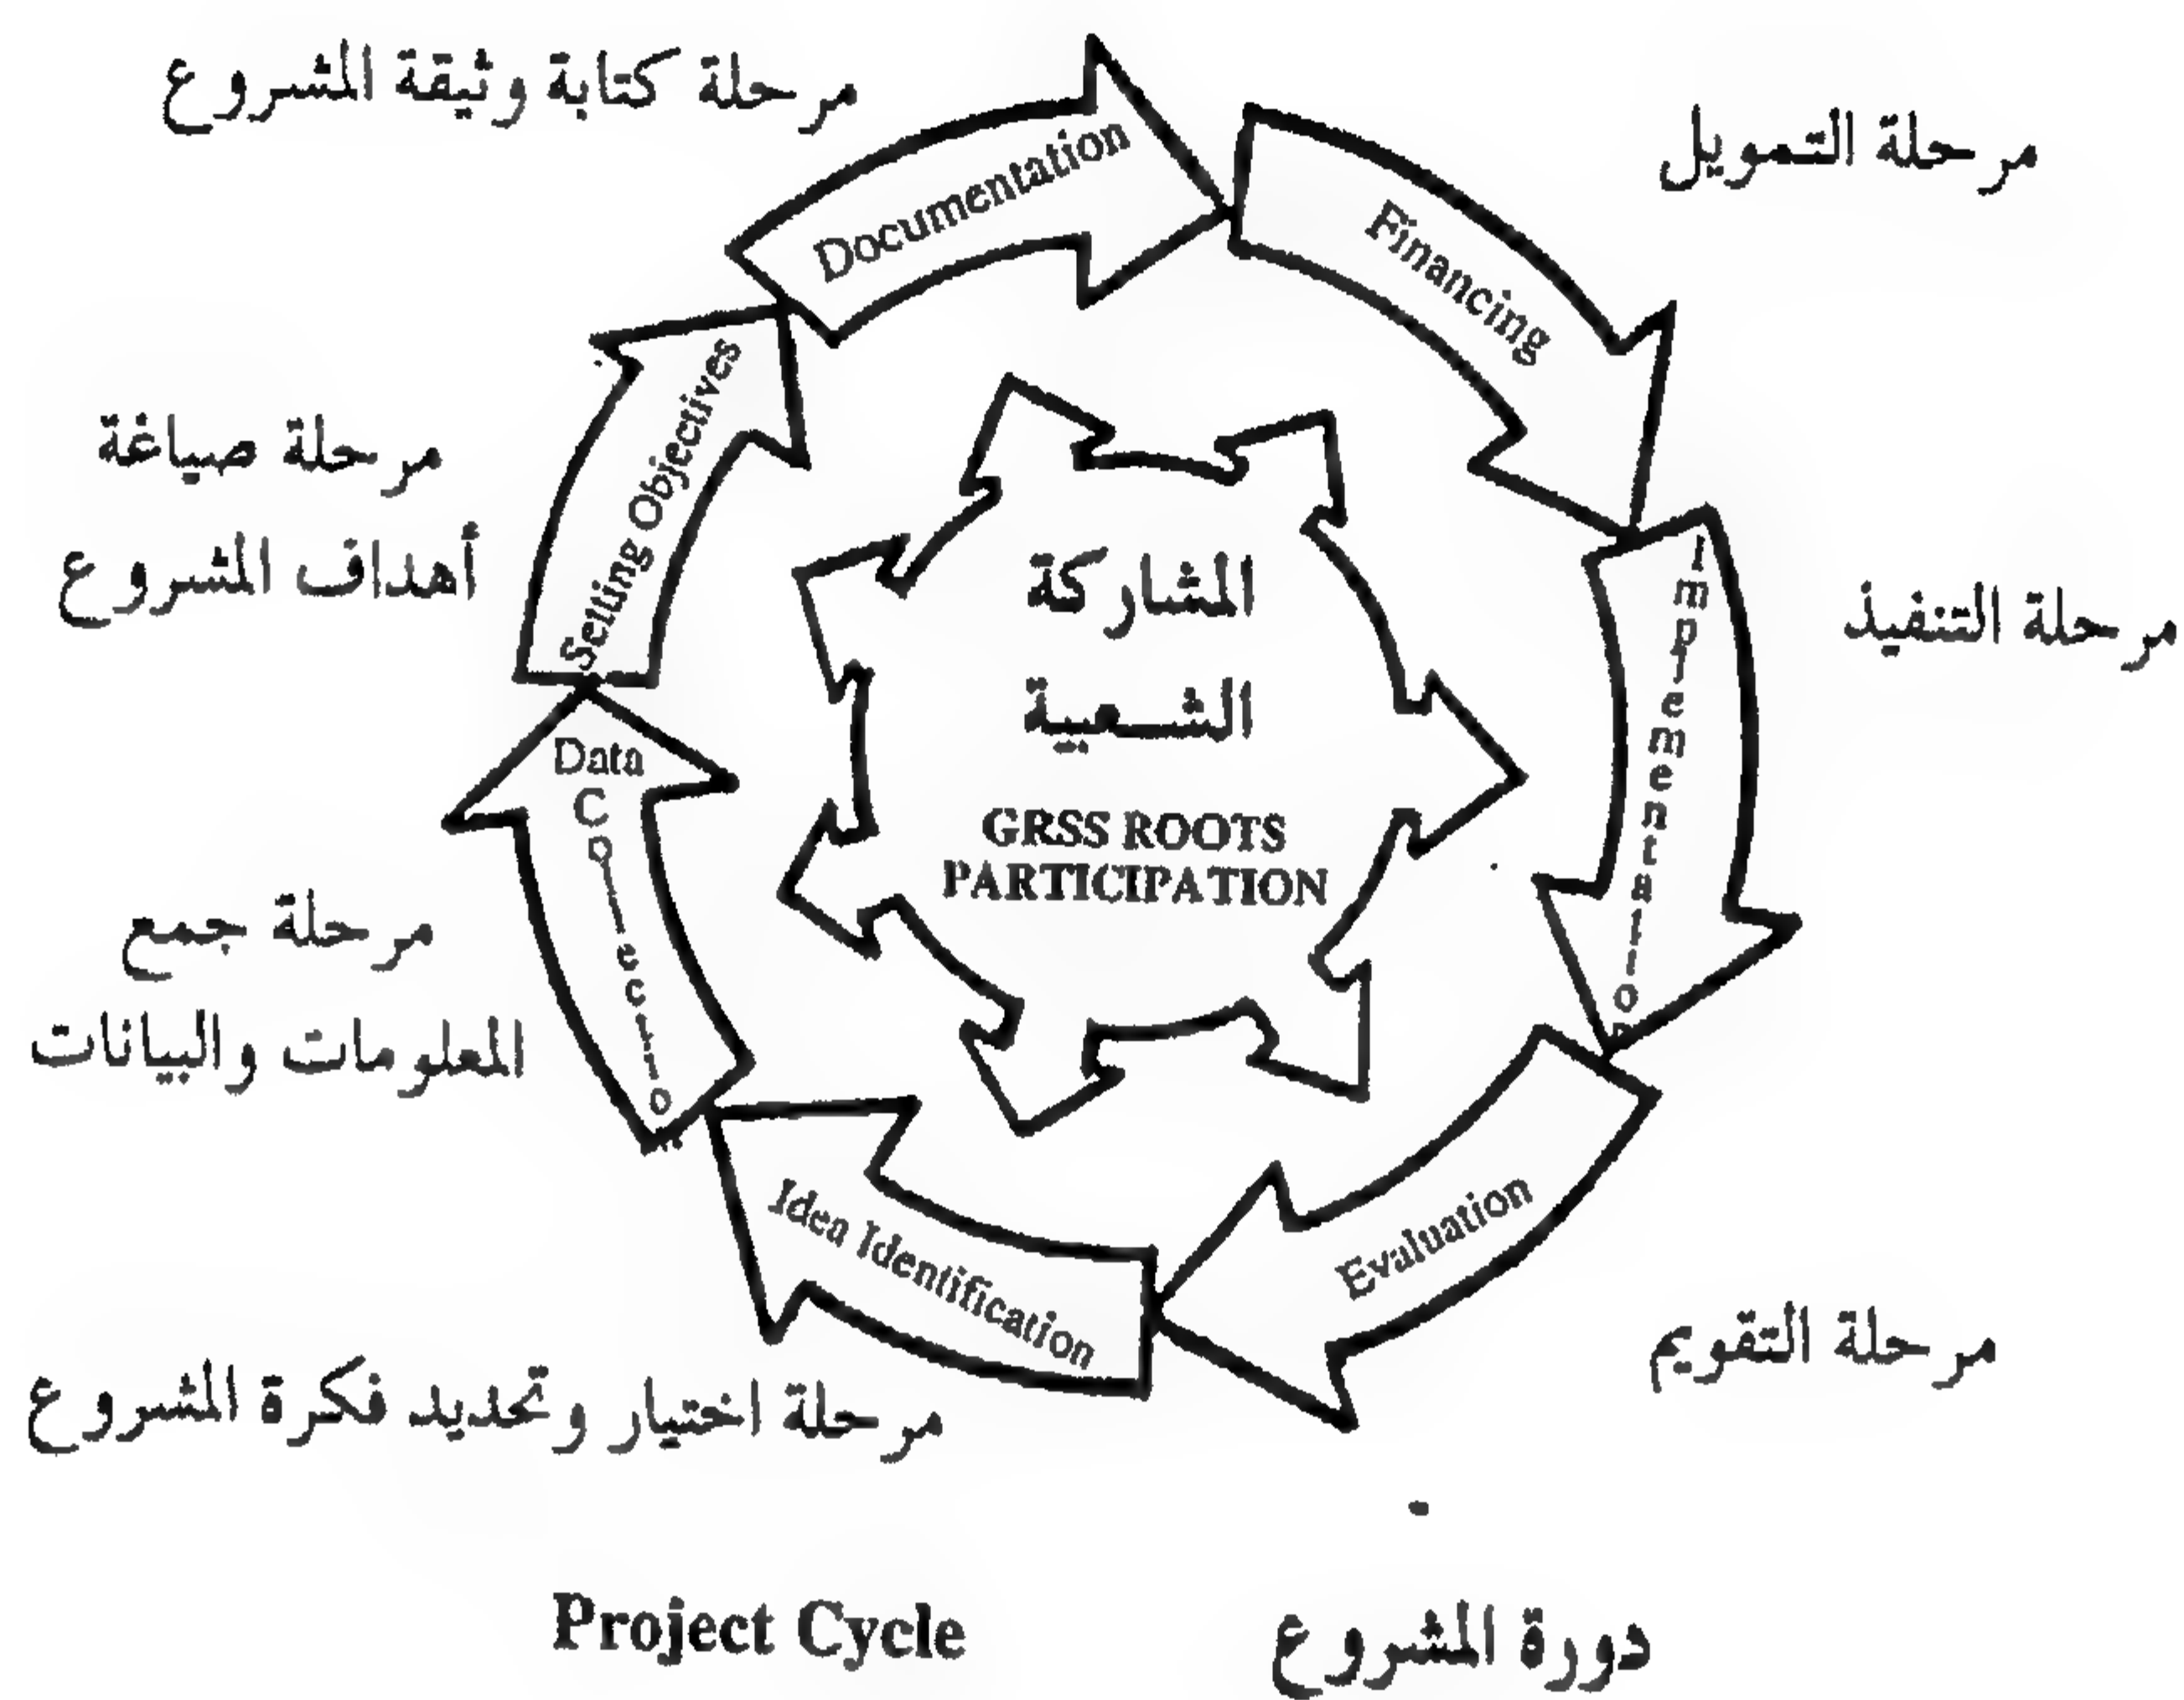 مرحلة كتابة وثيقة المشروع
مرحلة التمويل
Documentation
Financing
Setting Objectives
مرحلة صياغة
أهداف المشروع
المشاركة
الشعبية
GRSS ROOTS
PARTICIPATION
Implementation
مرحلة التنفيذ
Data
Collectio
مرحلة جمع
المعلومات والبيانات
Idea Identification
Evaluation
مرحلة التقويم
مرحلة اختيار وتحديد فكرة المشروع
Project Cycle
دورة المشروع